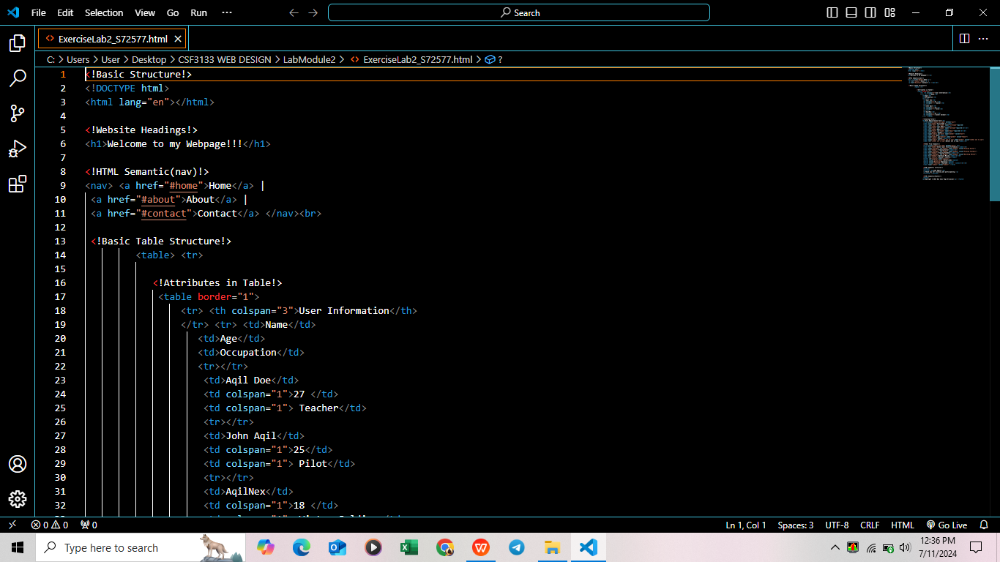 File Edit Selection View Go Run ··· Search
ExerciseLab2_S72577.html
C: > Users > User > Desktop > CSF3133 WEB DESIGN > LabModule2 > ExerciseLab2_S72577.html > ?
1 <!Basic Structure!>
2 <!DOCTYPE html>
3 <html lang="en"></html>
4
5 <!Website Headings!>
6 <h1>Welcome to my Webpage!!!</h1>
7
8 <!HTML Semantic(nav)!>
9 <nav> <a href="#home">Home</a> |
10 <a href="#about">About</a> |
11 <a href="#contact">Contact</a> </nav><br>
12
13 <!Basic Table Structure!>
14 <table> <tr>
15
16 <!Attributes in Table!>
17 <table border="1">
18 <tr> <th colspan="3">User Information</th>
19 </tr> <tr> <td>Name</td>
20 <td>Age</td>
21 <td>Occupation</td>
22 <tr></tr>
23 <td>Aqil Doe</td>
24 <td colspan="1">27 </td>
25 <td colspan="1"> Teacher</td>
26 <tr></tr>
27 <td>John Aqil</td>
28 <td colspan="1">25</td>
29 <td colspan="1"> Pilot</td>
30 <tr></tr>
31 <td>AqilNex</td>
32 <td colspan="1">18 </td>
0 0 0 Ln 1, Col 1 Spaces: 3 UTF-8 CRLF HTML Go Live
Type here to search
12:36 PM
7/11/2024